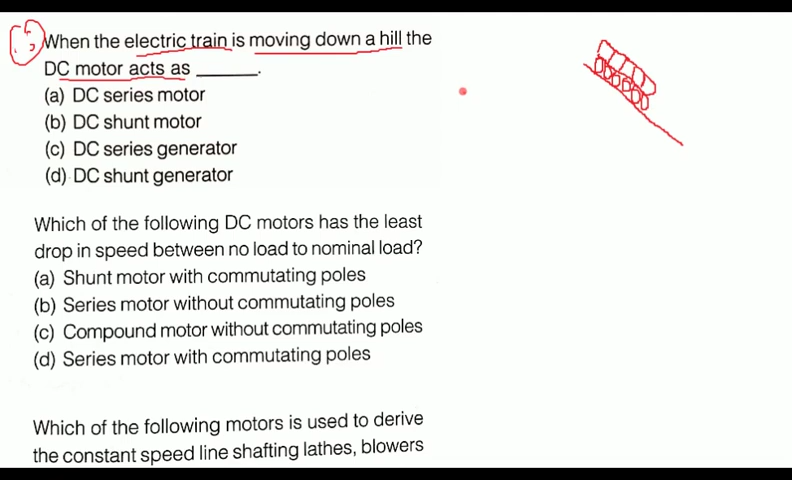 When the electric train is moving down a hill the
DC motor acts as ______.
(a) DC series motor
(b) DC shunt motor
(c) DC series generator
(d) DC shunt generator
Which of the following DC motors has the least
drop in speed between no load to nominal load?
(a) Shunt motor with commutating poles
(b) Series motor without commutating poles
(c) Compound motor without commutating poles
(d) Series motor with commutating poles
Which of the following motors is used to derive
the constant speed line shafting lathes, blowers